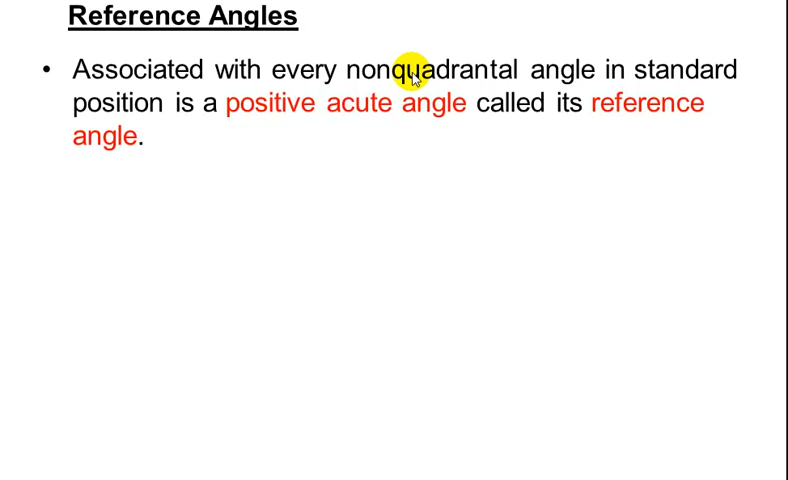 Reference Angles
• Associated with every nonquadrantal angle in standard
position is a positive acute angle called its reference
angle.